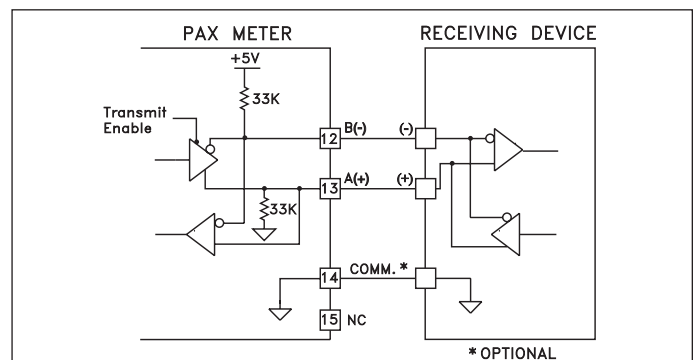 PAX METER
RECEIVING DEVICE
+5V
33K
Transmit
Enable
12 B(-) (-)
13 A(+) (+)
33K
14 COMM. *
15 NC
* OPTIONAL